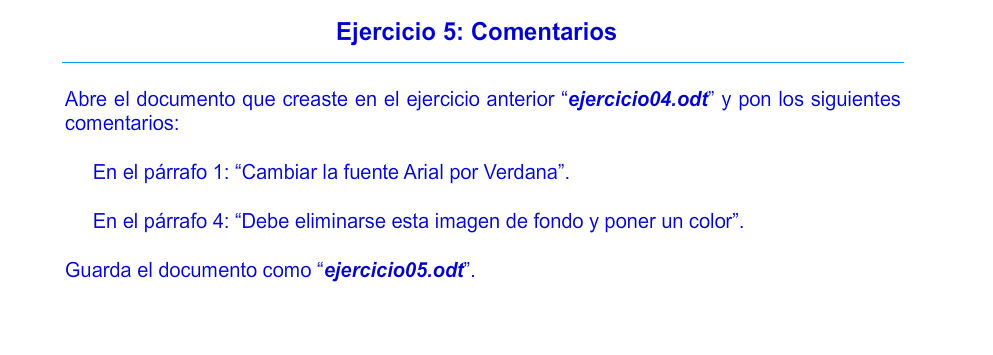 Ejercicio 5: Comentarios
Abre el documento que creaste en el ejercicio anterior “ejercicio04.odt” y pon los siguientes
comentarios:
En el párrafo 1: “Cambiar la fuente Arial por Verdana”.
En el párrafo 4: “Debe eliminarse esta imagen de fondo y poner un color”.
Guarda el documento como “ejercicio05.odt”.